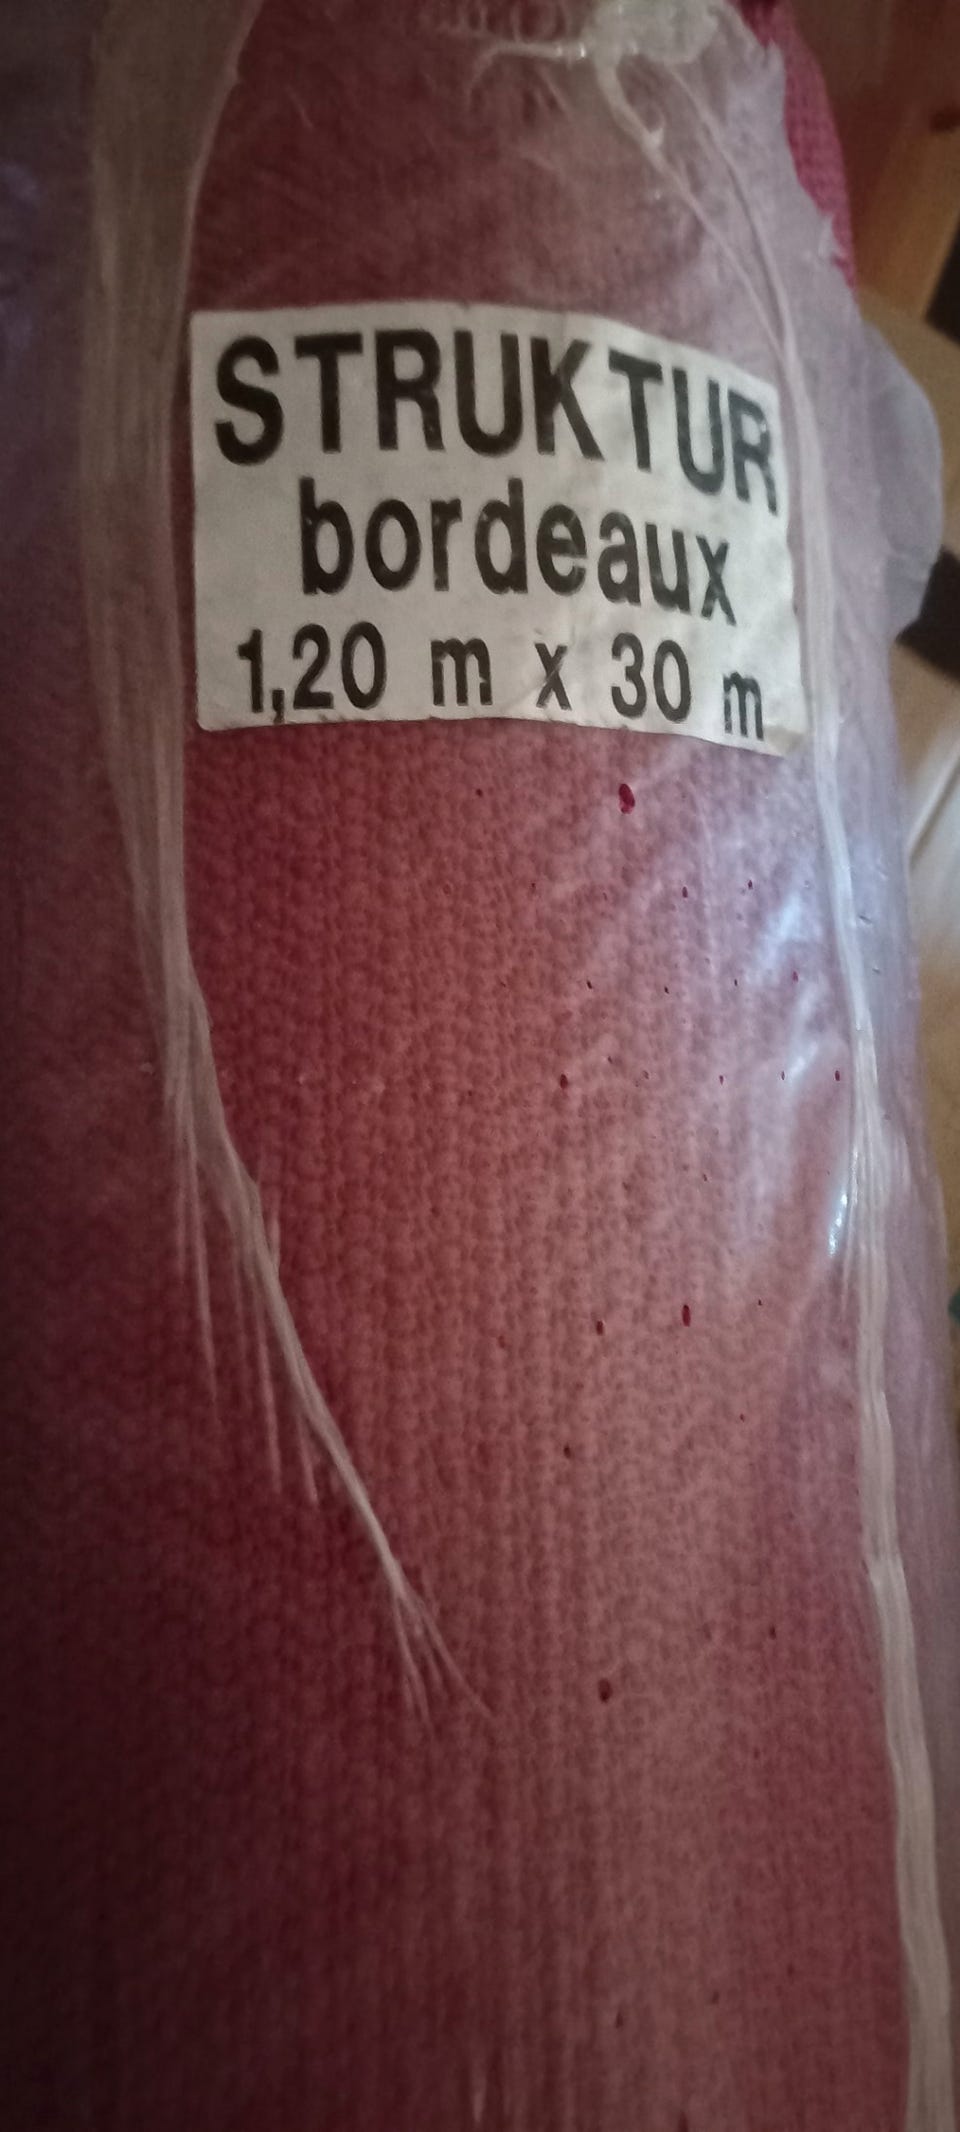 STRUKTUR
bordeaux
1,20 m x 30 m